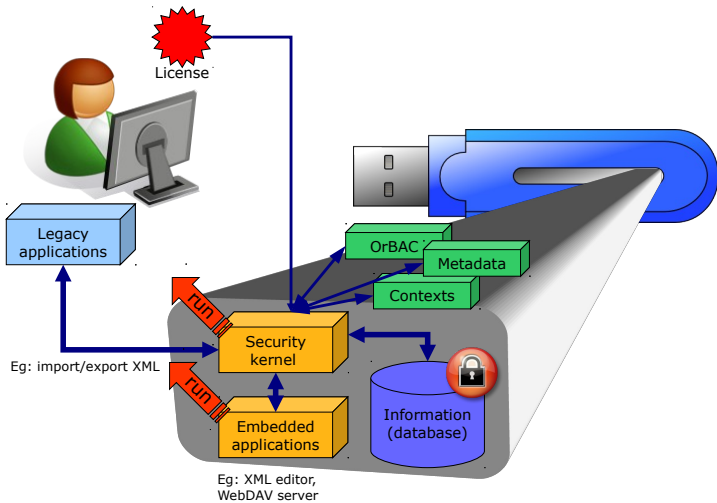 License
Legacy
applications
OrBAC
Metadata
Contexts
run
Security
kernel
Eg: import/export XML
run
Embedded
applications
Information
(database)
Eg: XML editor,
WebDAV server